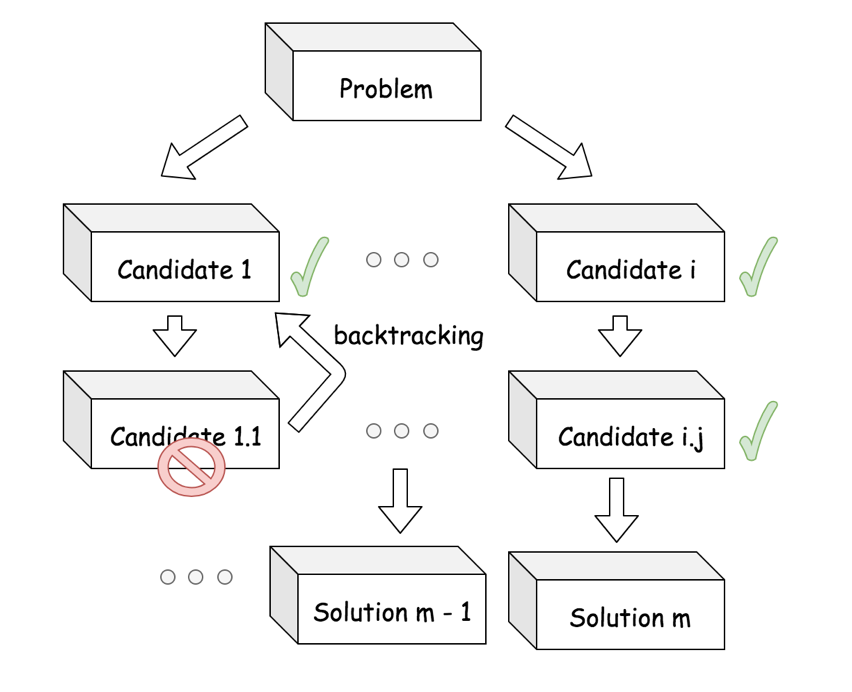 Problem
Candidate 1
Candidate i
backtracking
Candidate 1.1
Candidate i.j
Solution m - 1
Solution m